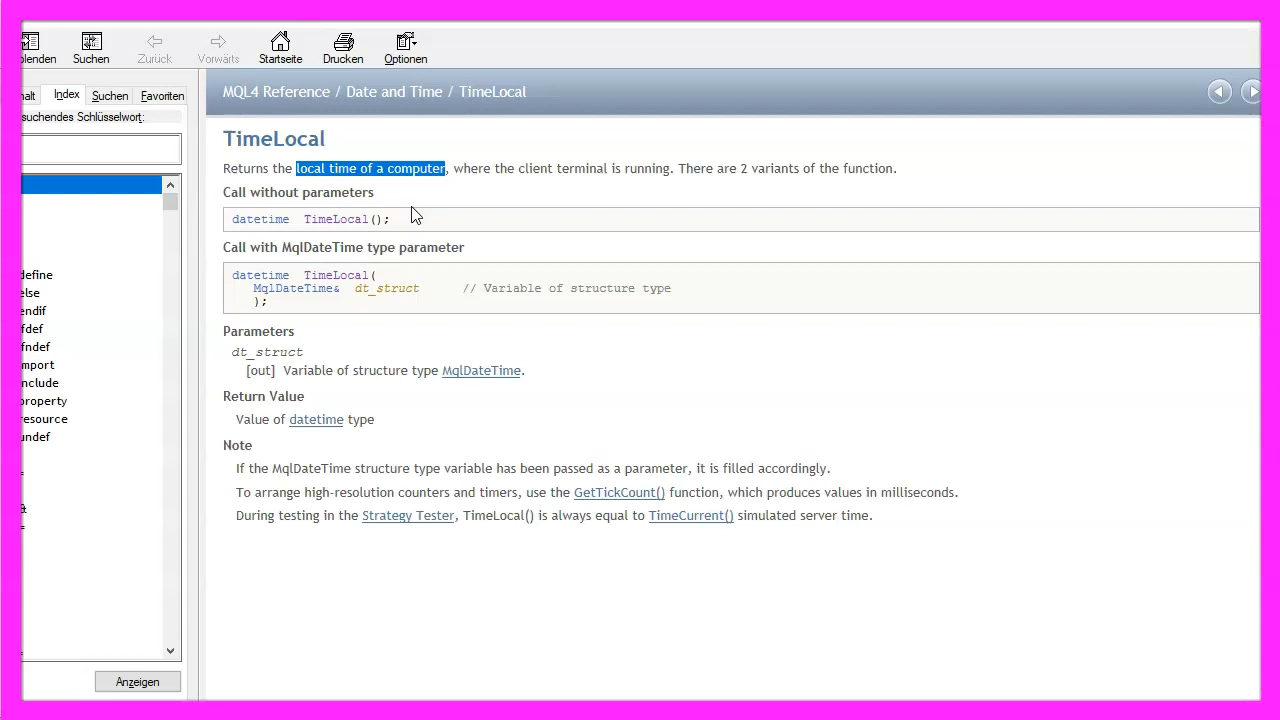 Suchen
Zurück
Vorwärts
Startseite
Drucken
Optionen
Index
Suchen
Favoriten
suchendes Schlüsselwort:
define
else
endif
fdef
fndef
mport
nclude
property
resource
undef
Anzeigen
MQL4 Reference / Date and Time / TimeLocal
TimeLocal
Returns the local time of a computer, where the client terminal is running. There are 2 variants of the function.
Call without parameters
datetime TimeLocal();
Call with MqlDateTime type parameter
datetime TimeLocal(
MqlDateTime& dt_struct // Variable of structure type
);
Parameters
dt_struct
[out] Variable of structure type MqlDateTime.
Return Value
Value of datetime type
Note
If the MqlDateTime structure type variable has been passed as a parameter, it is filled accordingly.
To arrange high-resolution counters and timers, use the GetTickCount() function, which produces values in milliseconds.
During testing in the Strategy Tester, TimeLocal() is always equal to TimeCurrent() simulated server time.